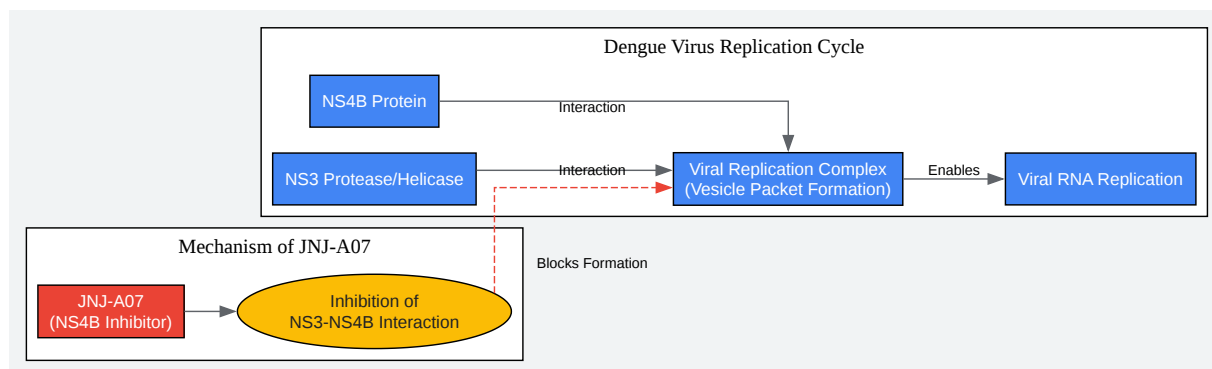 Dengue Virus Replication Cycle
NS4B Protein
Interaction
NS3 Protease/Helicase
Interaction
Viral Replication Complex
(Vesicle Packet Formation)
Enables
Viral RNA Replication
Mechanism of JNJ-A07
Blocks Formation
JNJ-A07
(NS4B Inhibitor)
Inhibition of
NS3-NS4B Interaction